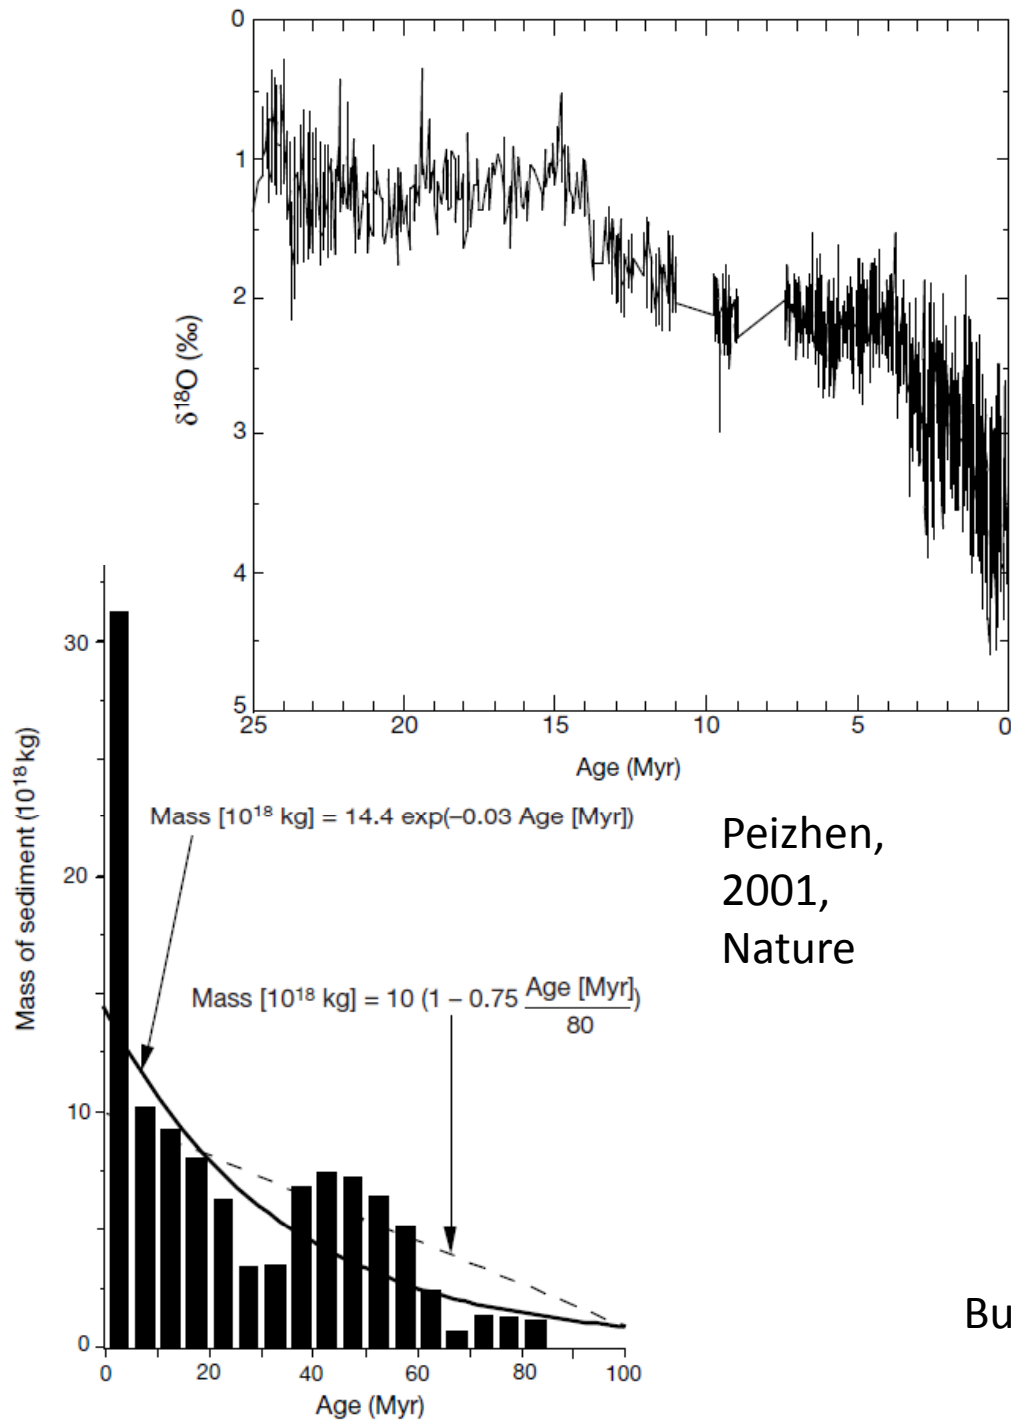 0
1
2
3
4
5
δ¹⁸O (‰)
25
20
15
10
5
0
Age (Myr)
30
20
10
0
Mass of sediment (10¹⁸ kg)
Mass [10¹⁸ kg] = 14.4 exp(–0.03 Age [Myr])
Mass [10¹⁸ kg] = 10 (1 – 0.75 Age [Myr]/80)
0
20
40
60
80
100
Age (Myr)
Peizhen,
2001,
Nature
Bu